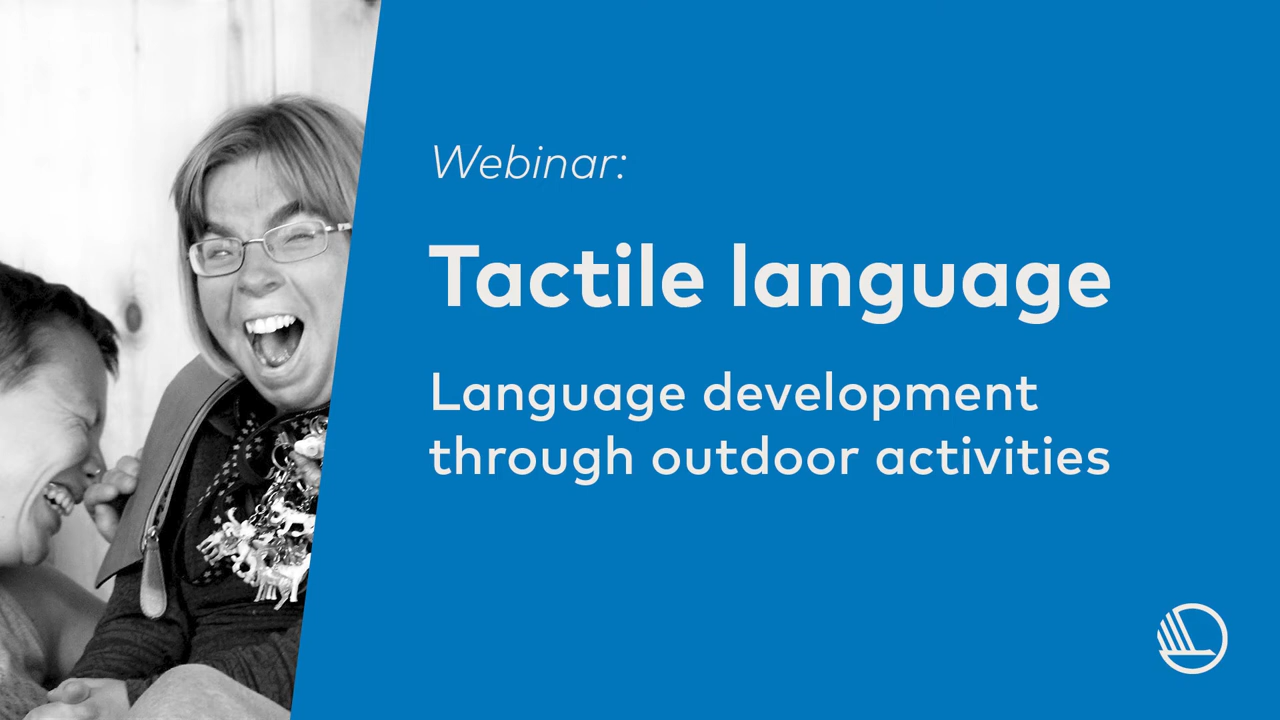 Webinar:
Tactile language
Language development
through outdoor activities